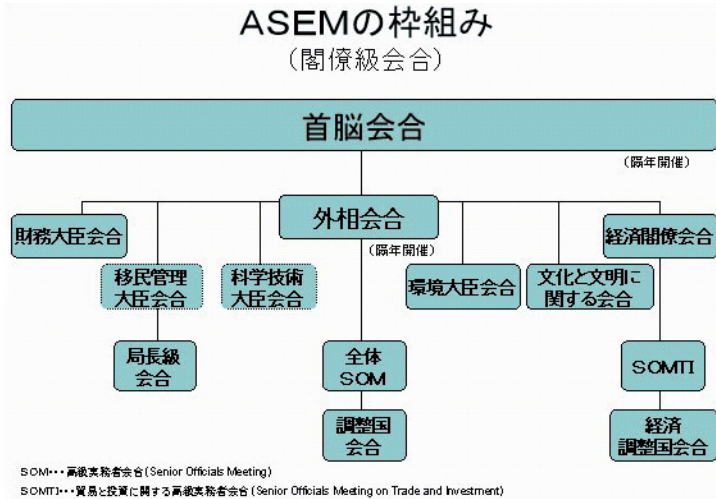 ASEMの枠組み
(閣僚級会合)
首脳会合
(隔年開催)
外相会合
(隔年開催)
財務大臣会合
移民管理
大臣会合
科学技術
大臣会合
環境大臣会合
文化と文明に
関する会合
経済閣僚会合
局長級
会合
全体
SOM
SOMTI
調整国
会合
経済
調整国会合
SOM・・・高級実務者会合(Senior Officials Meeting)
SOMTI・・・貿易と投資に関する高級実務者会合(Senior Officials Meeting on Trade and Investment)